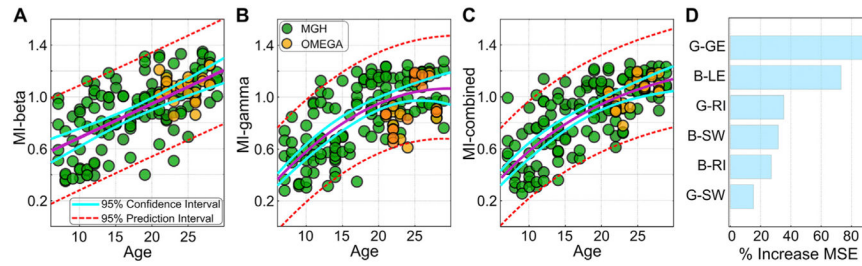 A
MI-beta
1.4
1.0
0.6
0.2
10
15
20
25
Age
95% Confidence Interval
95% Prediction Interval
B
MI-gamma
MGH
OMEGA
1.4
1.0
0.6
0.2
10
15
20
25
Age
C
MI-combined
1.4
1.0
0.6
0.2
10
15
20
25
Age
D
G-GE
B-LE
G-RI
B-SW
B-RI
G-SW
0 20 40 60 80
% Increase MSE